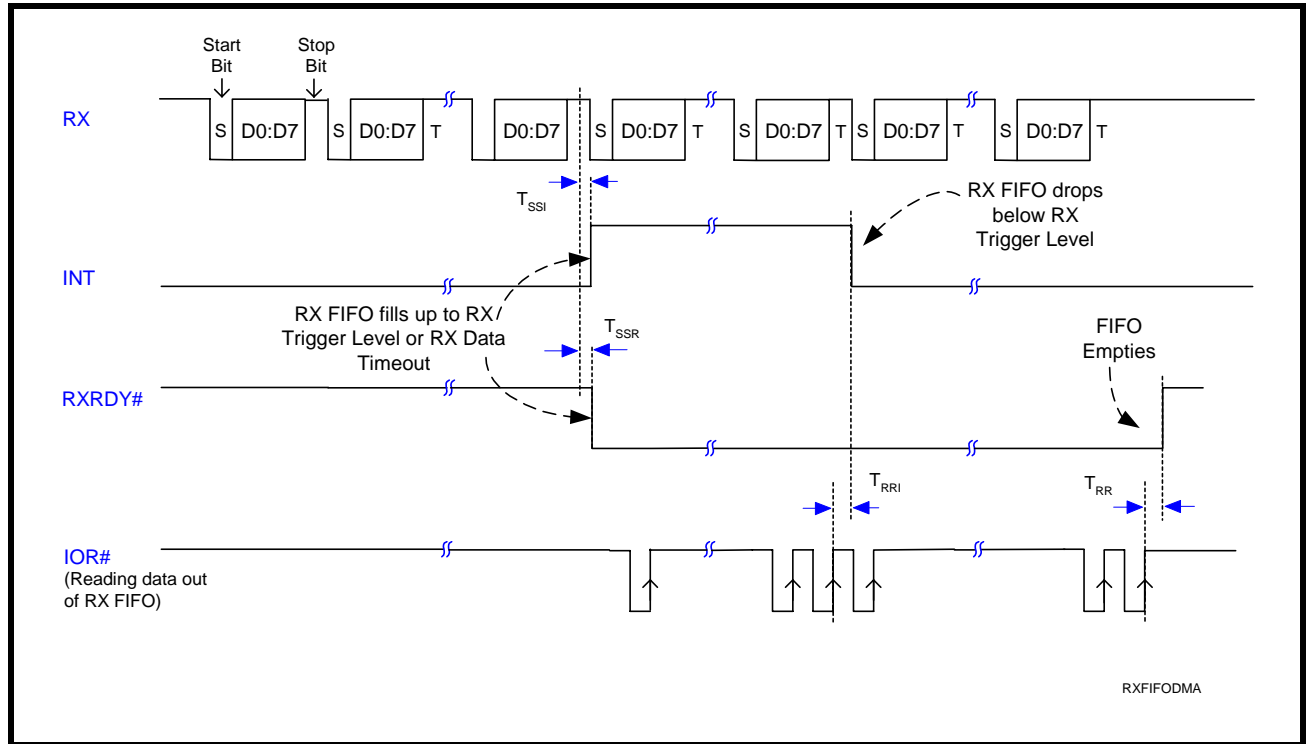 Start
Bit
Stop
Bit
RX
S D0:D7 S D0:D7 T D0:D7 S D0:D7 T S D0:D7 T S D0:D7 T S D0:D7 T
TSSI
RX FIFO drops
below RX
Trigger Level
INT
RX FIFO fills up to RX
Trigger Level or RX Data
Timeout
TSSR
FIFO
Empties
RXRDY#
TRRI
TRR
IOR#
(Reading data out
of RX FIFO)
RXFIFODMA